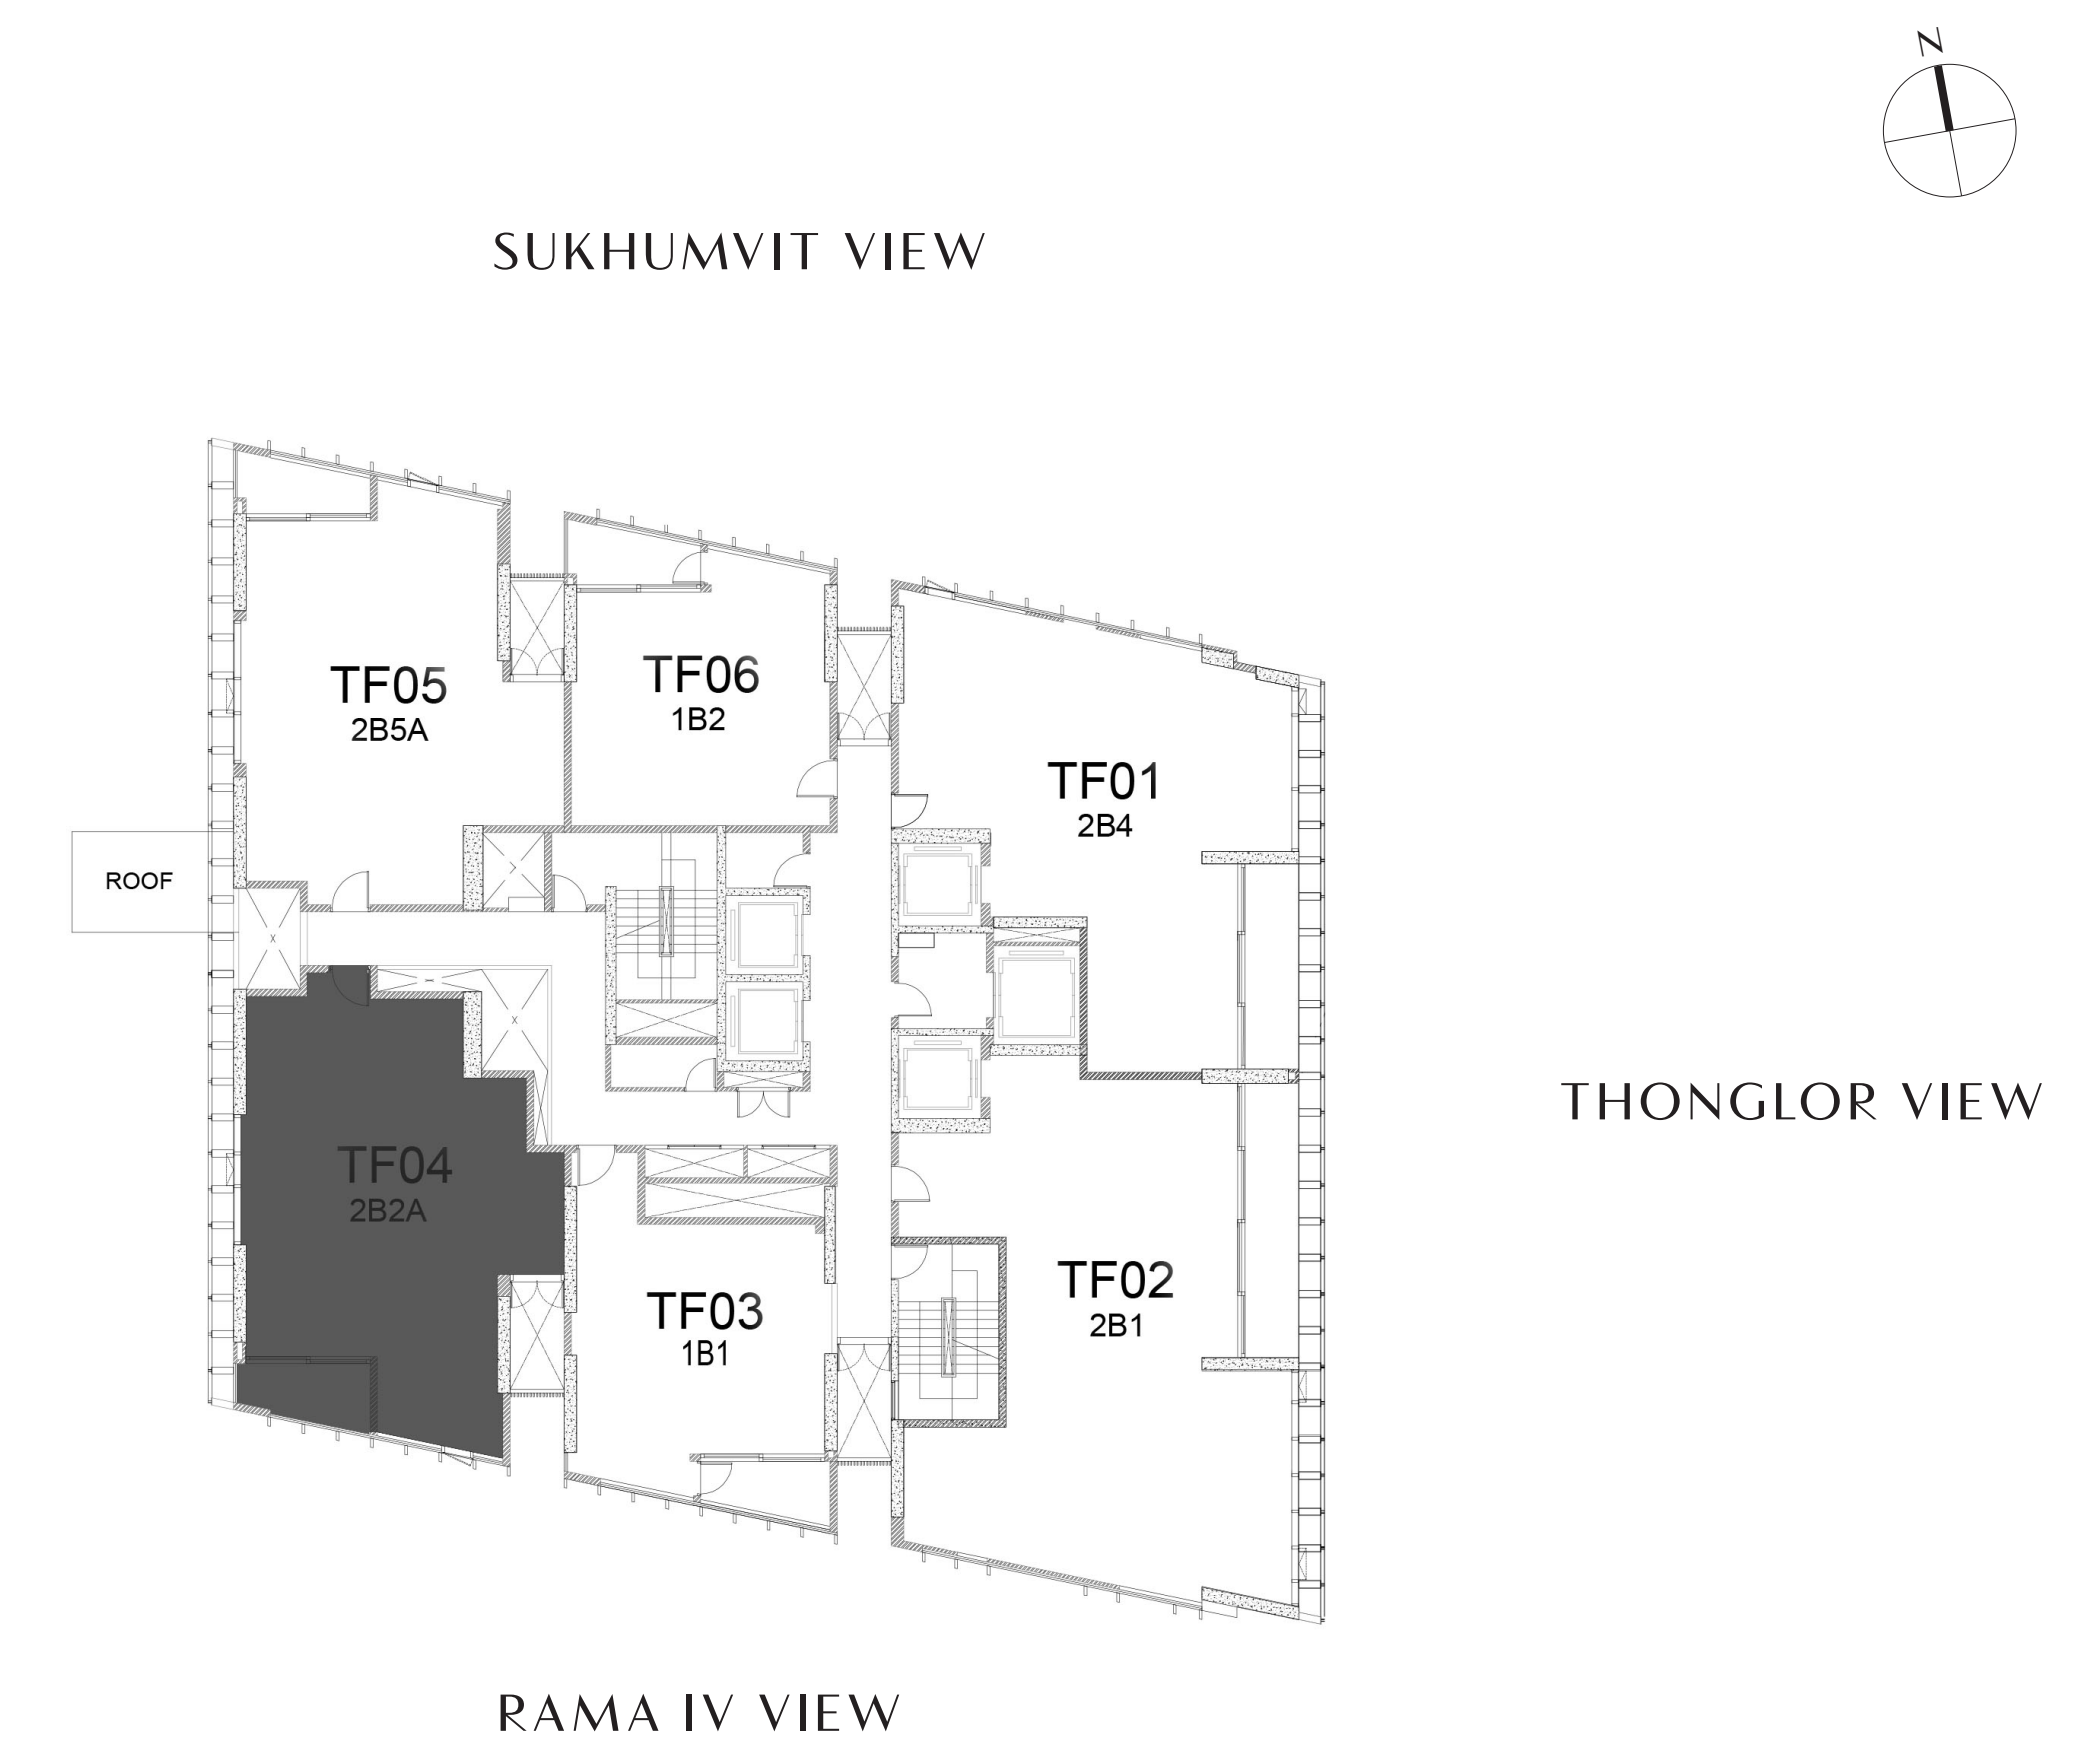 N
SUKHUMVIT VIEW
TF05
2B5A
TF06
1B2
TF01
2B4
ROOF
THONGLOR VIEW
TF04
2B2A
TF03
1B1
TF02
2B1
RAMA IV VIEW